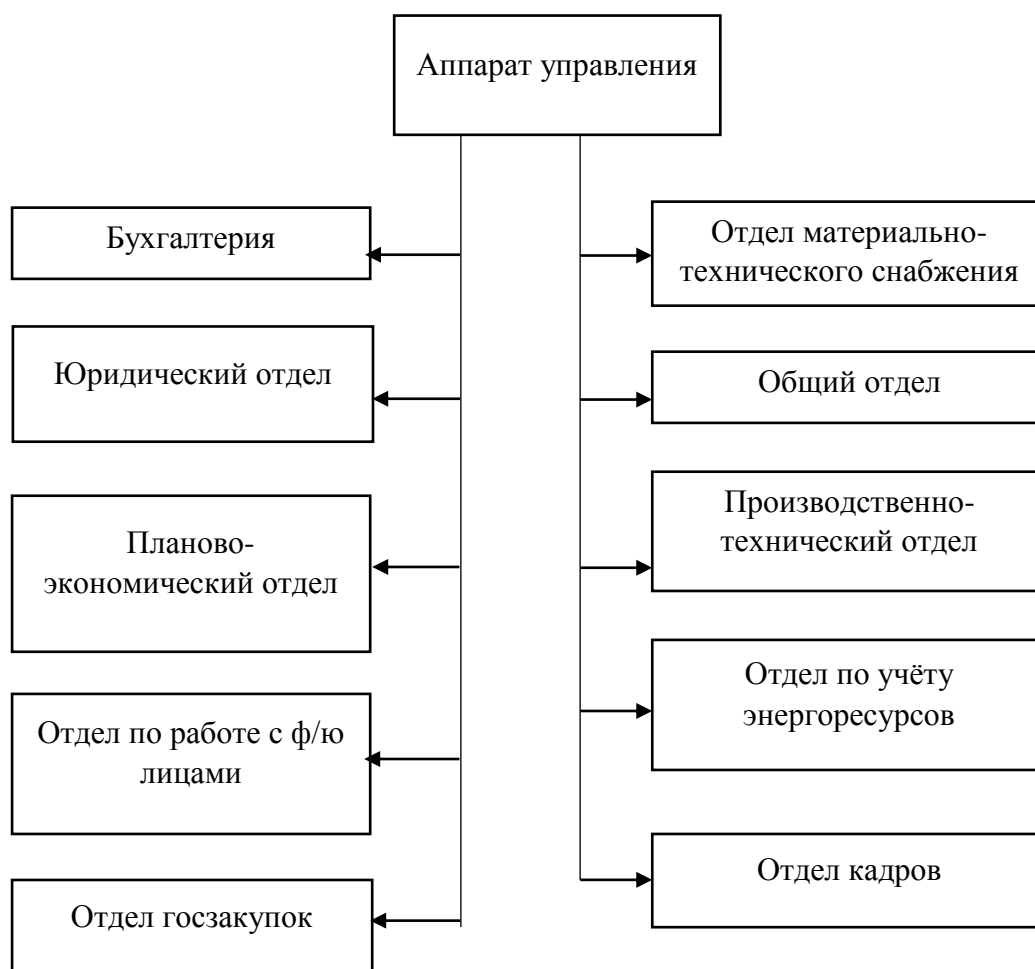 Аппарат управления
Бухгалтерия
Отдел материально-
технического снабжения
Юридический отдел
Общий отдел
Планово-
экономический отдел
Производственно-
технический отдел
Отдел по работе с ф/ю
лицами
Отдел по учёту
энергоресурсов
Отдел госзакупок
Отдел кадров